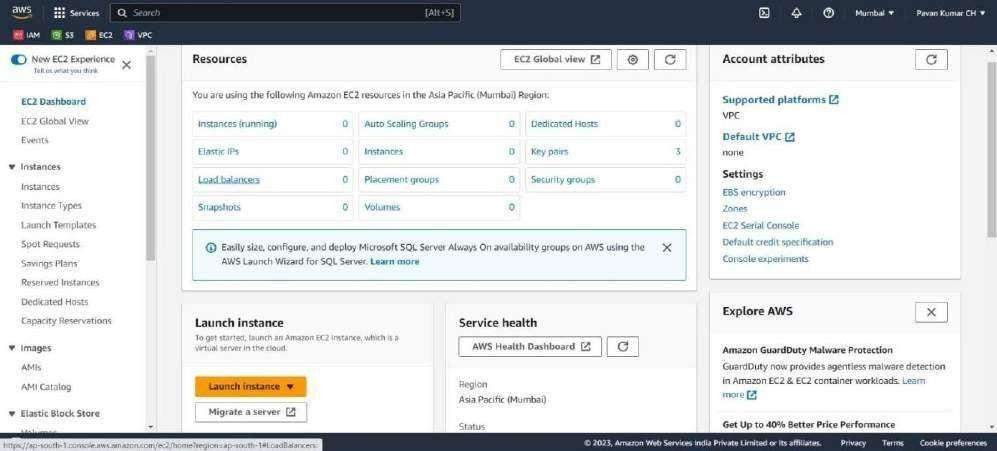 aws
Services
Search
[Alt+S]
Mumbai
Pavan Kumar CH
IAM
S3
EC2
VPC
New EC2 Experience
Tell us what you think
EC2 Dashboard
EC2 Global View
Events
Instances
Instances
Instance Types
Launch Templates
Spot Requests
Savings Plans
Reserved Instances
Dedicated Hosts
Capacity Reservations
Images
AMIs
AMI Catalog
Elastic Block Store
Volumes
Resources
EC2 Global view
You are using the following Amazon EC2 resources in the Asia Pacific (Mumbai) Region:
Instances (running) 0
Auto Scaling Groups 0
Dedicated Hosts 0
Elastic IPs 0
Instances 0
Key pairs 3
Load balancers 0
Placement groups 0
Security groups 0
Snapshots 0
Volumes 0
Easily size, configure, and deploy Microsoft SQL Server Always On availability groups on AWS using the
AWS Launch Wizard for SQL Server. Learn more
Launch instance
To get started, launch an Amazon EC2 instance, which is a
virtual server in the cloud.
Launch instance
Migrate a server
Service health
AWS Health Dashboard
Region
Asia Pacific (Mumbai)
Status
Account attributes
Supported platforms
VPC
Default VPC
none
Settings
EBS encryption
Zones
EC2 Serial Console
Default credit specification
Console experiments
Explore AWS
Amazon GuardDuty Malware Protection
GuardDuty now provides agentless malware detection
in Amazon EC2 & EC2 container workloads. Learn
more
Get Up to 40% Better Price Performance
https://ap-south-1.console.aws.amazon.com/ec2/home?region=ap-south-1#LoadBalancers:
© 2023, Amazon Web Services India Private Limited or its affiliates.
Privacy
Terms
Cookie preferences